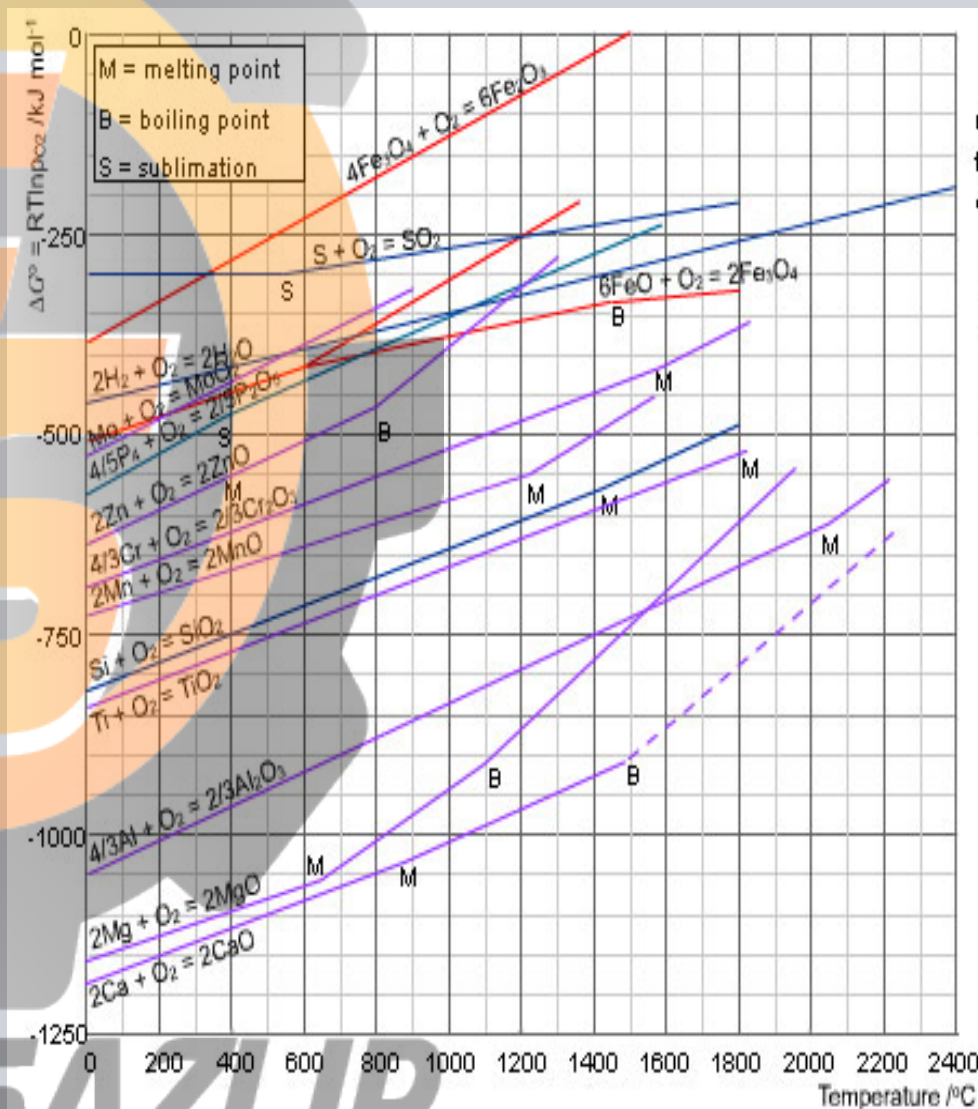 0
M = melting point
B = boiling point
S = sublimation
ΔG° = RTlnpO2 /kJ mol⁻¹
4Fe₃O₄ + O₂ = 6Fe₂O₃
-250
S + O₂ = SO₂
S
6FeO + O₂ = 2Fe₃O₄
B
2H₂ + O₂ = 2H₂O
M
Mo + O₂ = MoO₂
S
B
4/5P₄ + O₂ = 2/5P₂O₅
-500
2Zn + O₂ = 2ZnO
M
M
M
M
M
4/3Cr + O₂ = 2/3Cr₂O₃
2Mn + O₂ = 2MnO
M
-750
Si + O₂ = SiO₂
Ti + O₂ = TiO₂
B
B
4/3Al + O₂ = 2/3Al₂O₃
-1000
M
M
2Mg + O₂ = 2MgO
2Ca + O₂ = 2CaO
-1250
0 200 400 600 800 1000 1200 1400 1600 1800 2000 2200 2400
Temperature /°C